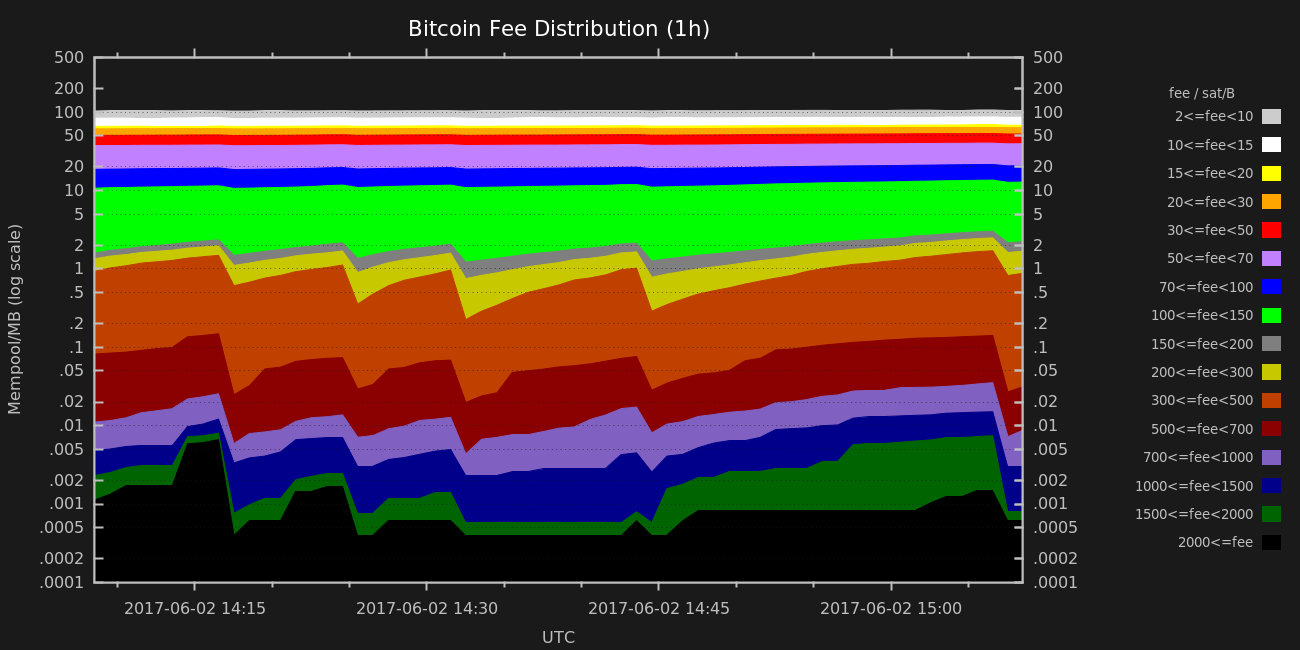 Bitcoin Fee Distribution (1h)
500 500
200 200
100 100
50 50
20 20
10 10
5 5
2 2
1 1
.5 .5
.2 .2
.1 .1
.05 .05
.02 .02
.01 .01
.005 .005
.002 .002
.001 .001
.0005 .0005
.0002 .0002
.0001 .0001
Mempool/MB (log scale)
2017-06-02 14:15 2017-06-02 14:30 2017-06-02 14:45 2017-06-02 15:00
UTC
fee / sat/B
2<=fee<10
10<=fee<15
15<=fee<20
20<=fee<30
30<=fee<50
50<=fee<70
70<=fee<100
100<=fee<150
150<=fee<200
200<=fee<300
300<=fee<500
500<=fee<700
700<=fee<1000
1000<=fee<1500
1500<=fee<2000
2000<=fee